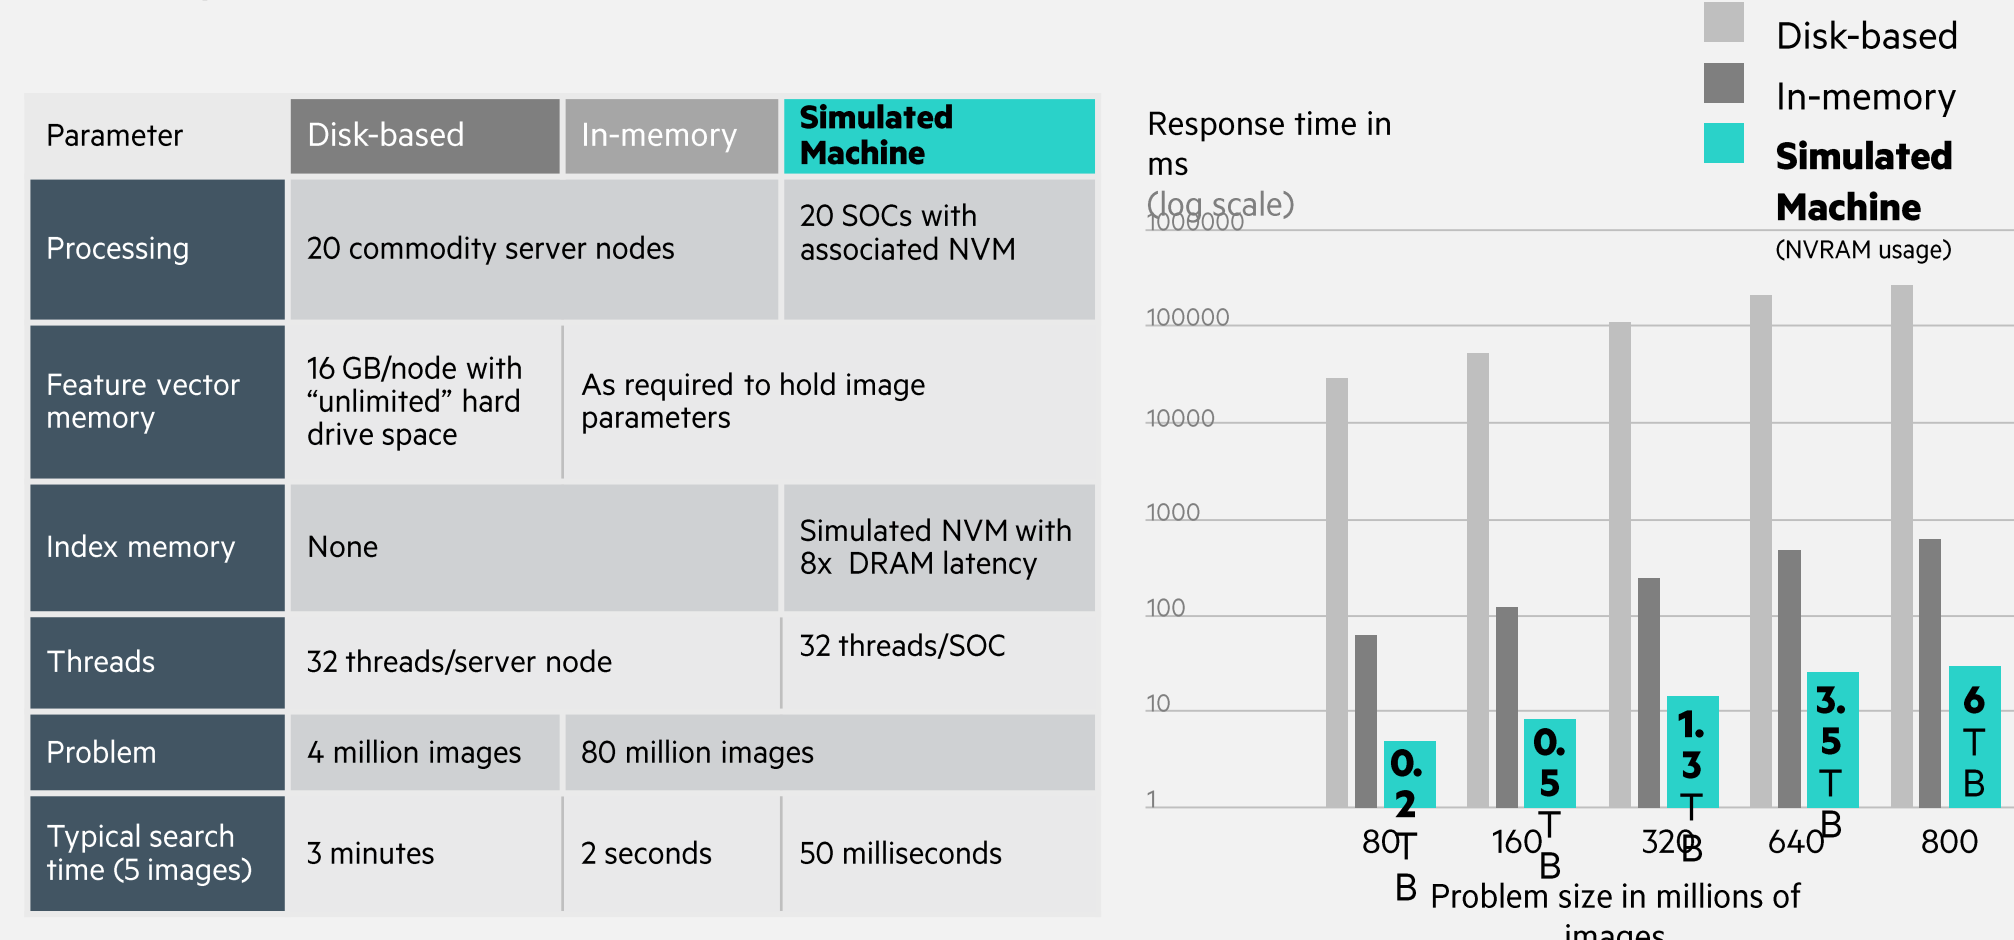 Parameter
Disk-based
In-memory
Simulated
Machine
Processing
20 commodity server nodes
20 SOCs with
associated NVM
Feature vector
memory
16 GB/node with
“unlimited” hard
drive space
As required to hold image
parameters
Index memory
None
Simulated NVM with
8x DRAM latency
Threads
32 threads/server node
32 threads/SOC
Problem
4 million images
80 million images
Typical search
time (5 images)
3 minutes
2 seconds
50 milliseconds
Disk-based
In-memory
Simulated
Machine
(NVRAM usage)
Response time in
ms
(log scale)
1000000
100000
10000
1000
100
10
1
0.
2
T
B
0.
5
T
B
1.
3
T
B
3.
5
T
B
6
T
B
80
160
320
640
800
Problem size in millions of
images